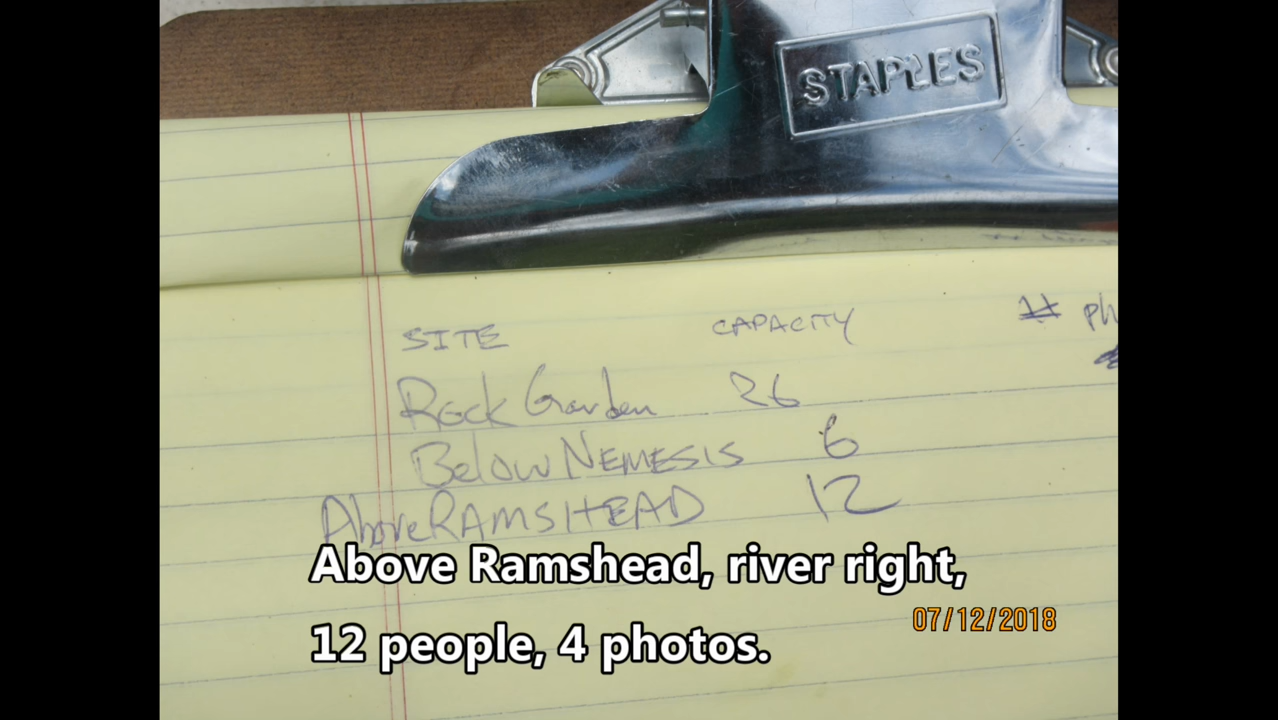 STAPLES
SITE CAPACITY # ph
Rock Garden 26
Below NEMESIS 6
Above RAMSHEAD 12
Above Ramshead, river right,
07/12/2018
12 people, 4 photos.